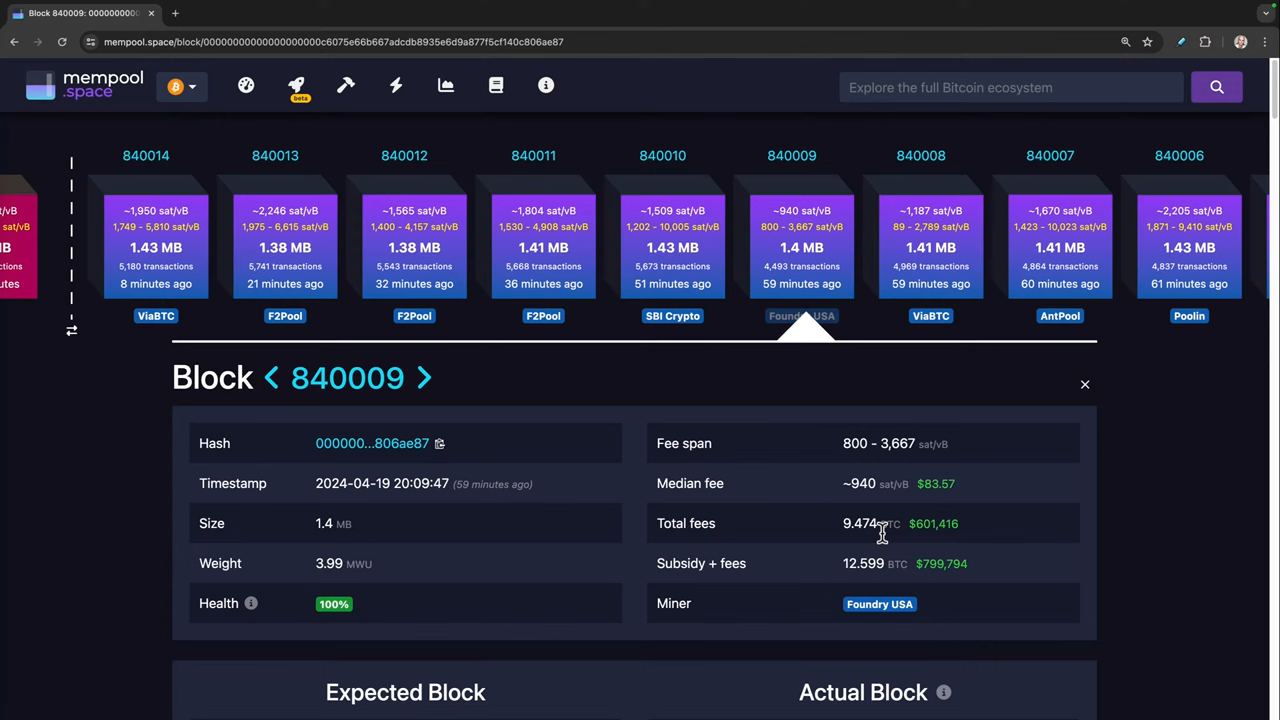 Block 840009: 0000000000
mempool.space/block/00000000000000000000c6075e66b667adcdb8935e6d9a877f5cf140c806ae87
mempool
.space
beta
Explore the full Bitcoin ecosystem
840014 840013 840012 840011 840010 840009 840008 840007 840006
~1,950 sat/vB ~2,246 sat/vB ~1,565 sat/vB ~1,804 sat/vB ~1,509 sat/vB ~940 sat/vB ~1,187 sat/vB ~1,670 sat/vB ~2,205 sat/vB
1,749 - 5,810 sat/vB 1,975 - 6,615 sat/vB 1,400 - 4,157 sat/vB 1,530 - 4,908 sat/vB 1,202 - 10,005 sat/vB 800 - 3,667 sat/vB 89 - 2,789 sat/vB 1,423 - 10,023 sat/vB 1,871 - 9,410 sat/vB
1.43 MB 1.38 MB 1.38 MB 1.41 MB 1.43 MB 1.4 MB 1.41 MB 1.4 MB 1.43 MB
5,180 transactions 5,741 transactions 5,543 transactions 5,668 transactions 5,673 transactions 4,493 transactions 4,969 transactions 4,864 transactions 4,837 transactions
8 minutes ago 21 minutes ago 32 minutes ago 36 minutes ago 51 minutes ago 59 minutes ago 59 minutes ago 60 minutes ago 61 minutes ago
ViaBTC F2Pool F2Pool F2Pool SBI Crypto USA ViaBTC AntPool Poolin
Block < 840009 >
Hash 000000...806ae87
Timestamp 2024-04-19 20:09:47 (59 minutes ago)
Size 1.4 MB
Weight 3.99 MWU
Health 100%
Fee span 800 - 3,667 sat/vB
Median fee ~940 sat/vB $83.57
Total fees 9.474 $601,416
Subsidy + fees 12.599 BTC $799,794
Miner Foundry USA
Expected Block
Actual Block